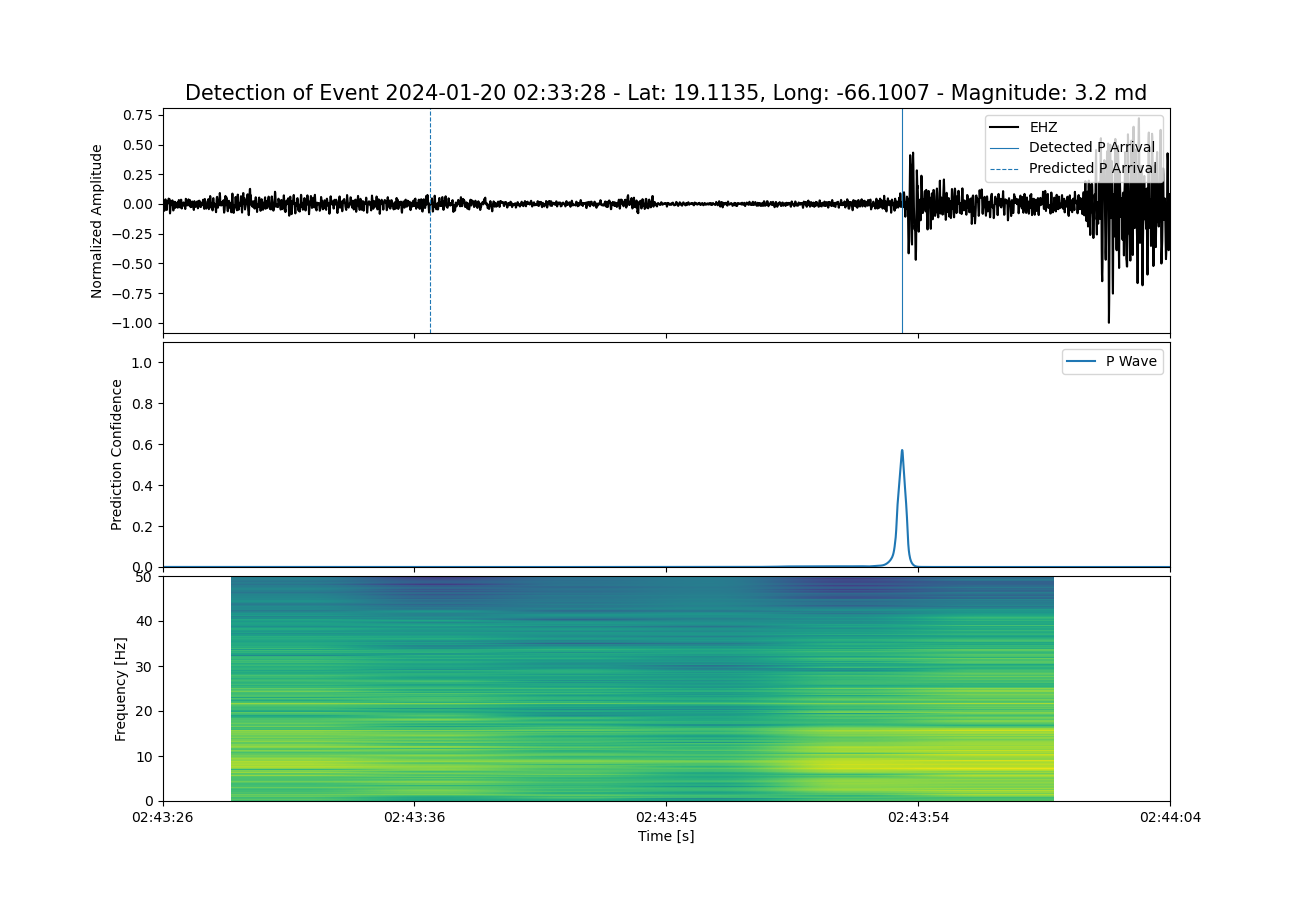 Detection of Event 2024-01-20 02:33:28 - Lat: 19.1135, Long: -66.1007 - Magnitude: 3.2 md
0.75
0.50
0.25
0.00
−0.25
−0.50
−0.75
−1.00
Normalized Amplitude
EHZ
Detected P Arrival
Predicted P Arrival
1.0
0.8
0.6
0.4
0.2
0.0
Prediction Confidence
P Wave
50
40
30
20
10
0
Frequency [Hz]
02:43:26
02:43:36
02:43:45
02:43:54
02:44:04
Time [s]